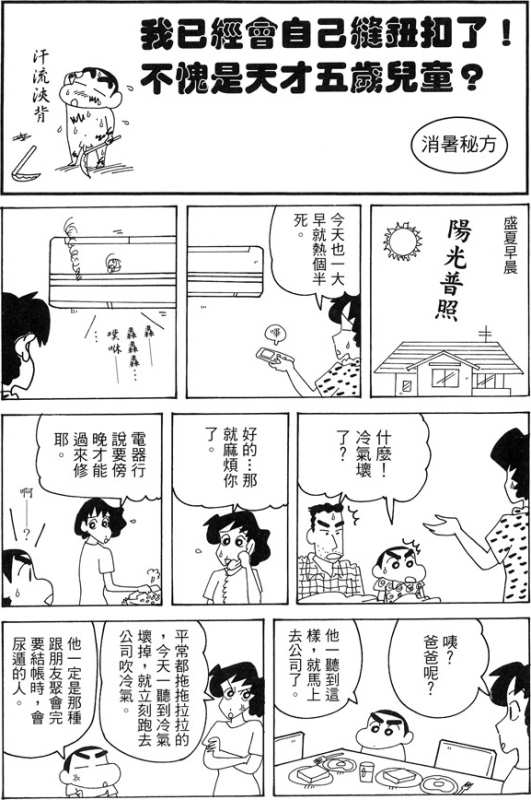 我已經會自己縫鈕扣了！
不愧是天才五歲兒童？
消暑秘方
汗流浹背
盛夏早晨
陽光普照
今天也一大
早就熱個半
死。
嗶
轟
轟轟轟…
噗咻……
什麼！
冷氣壞
了？
好的…那
就麻煩你
了。
電器行
說要傍
晚才能
過來修
耶。
啊——？
咦？
爸爸呢？
他一聽到這
樣，就馬上
去公司了。
平常都拖拖拉拉的
，今天一聽到冷氣
壞掉，就立刻跑去
公司吹冷氣。
他一定是那種
跟朋友聚會完
要結帳時，會
尿遁的人。